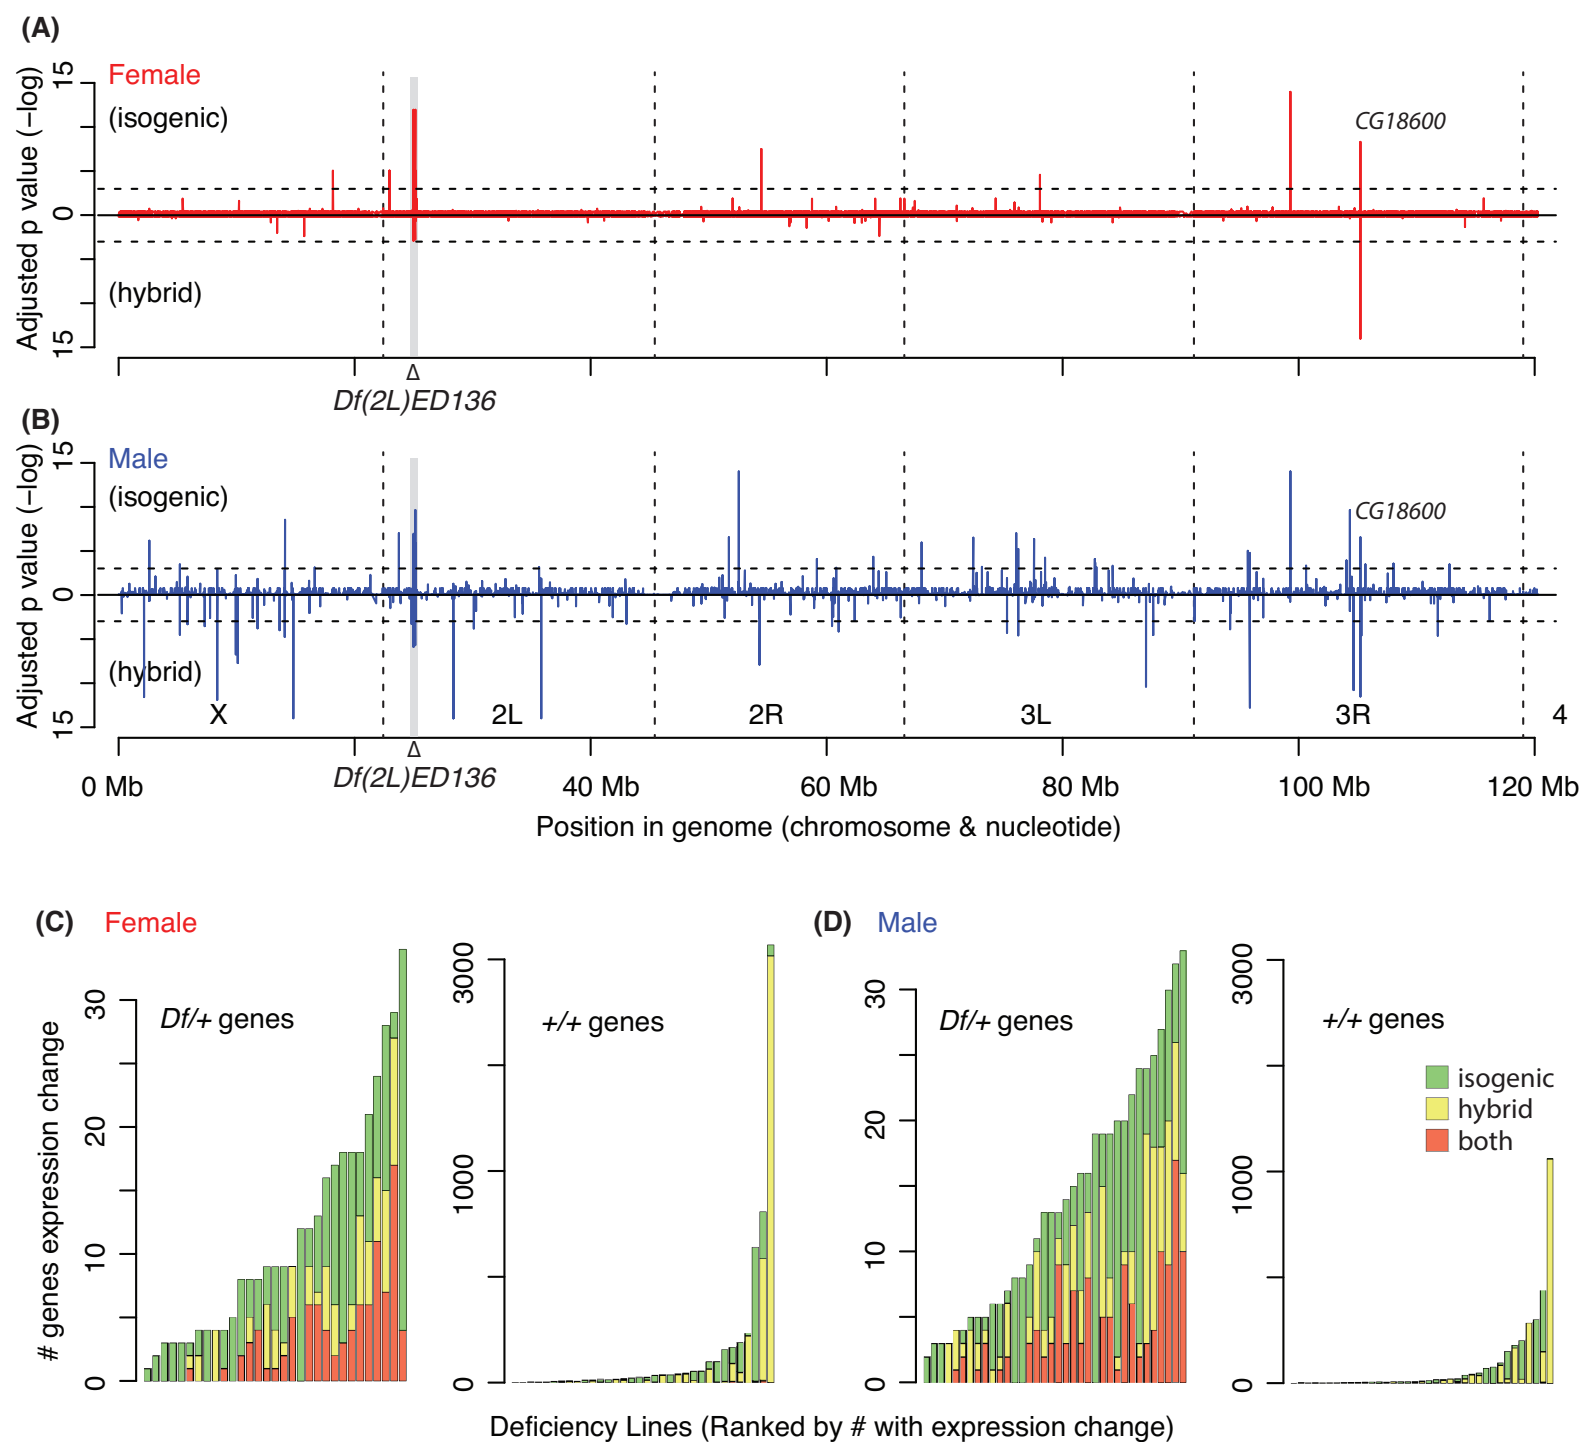 (A)
Female
(isogenic)
(hybrid)
CG18600
Adjusted p value (−log)
15
0
15
Δ
Df(2L)ED136
(B)
Male
(isogenic)
(hybrid)
CG18600
Adjusted p value (−log)
15
0
15
X
2L
2R
3L
3R
4
Δ
Df(2L)ED136
0 Mb
40 Mb
60 Mb
80 Mb
100 Mb
120 Mb
Position in genome (chromosome & nucleotide)
(C) Female
Df/+ genes
# genes expression change
0
10
20
30
+/+ genes
0
1000
3000
(D) Male
Df/+ genes
0
10
20
30
+/+ genes
0
1000
3000
isogenic
hybrid
both
Deficiency Lines (Ranked by # with expression change)